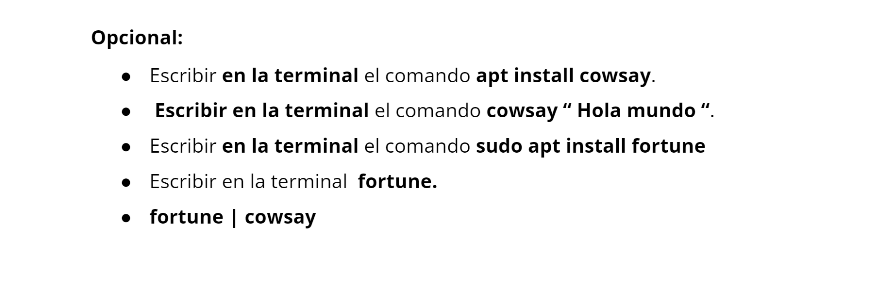 Opcional:
● Escribir en la terminal el comando apt install cowsay.
● Escribir en la terminal el comando cowsay “ Hola mundo “.
● Escribir en la terminal el comando sudo apt install fortune
● Escribir en la terminal fortune.
● fortune | cowsay